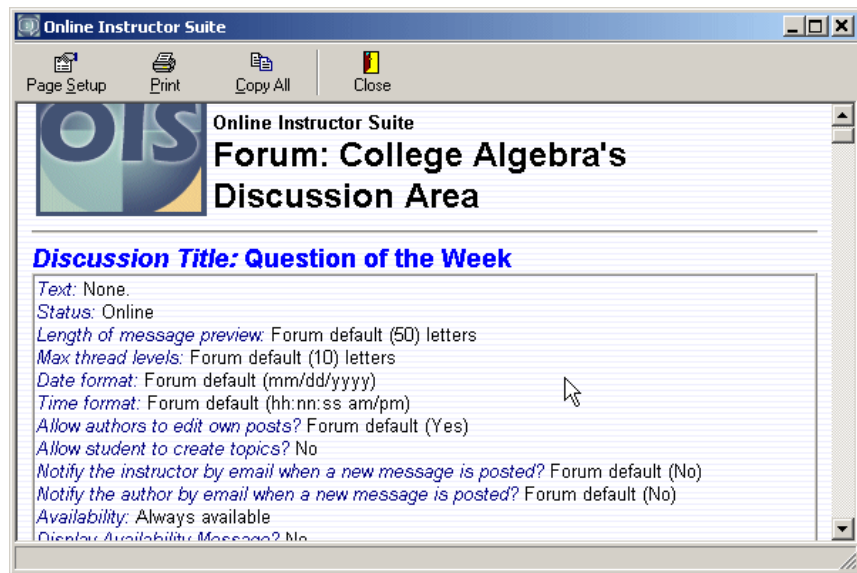 Online Instructor Suite
Page Setup Print Copy All Close
OIS
Online Instructor Suite
Forum: College Algebra's
Discussion Area
Discussion Title: Question of the Week
Text: None.
Status: Online
Length of message preview: Forum default (50) letters
Max thread levels: Forum default (10) letters
Date format: Forum default (mm/dd/yyyy)
Time format: Forum default (hh:nn:ss am/pm)
Allow authors to edit own posts? Forum default (Yes)
Allow student to create topics? No
Notify the instructor by email when a new message is posted? Forum default (No)
Notify the author by email when a new message is posted? Forum default (No)
Availability: Always available
Display Availability Message? No